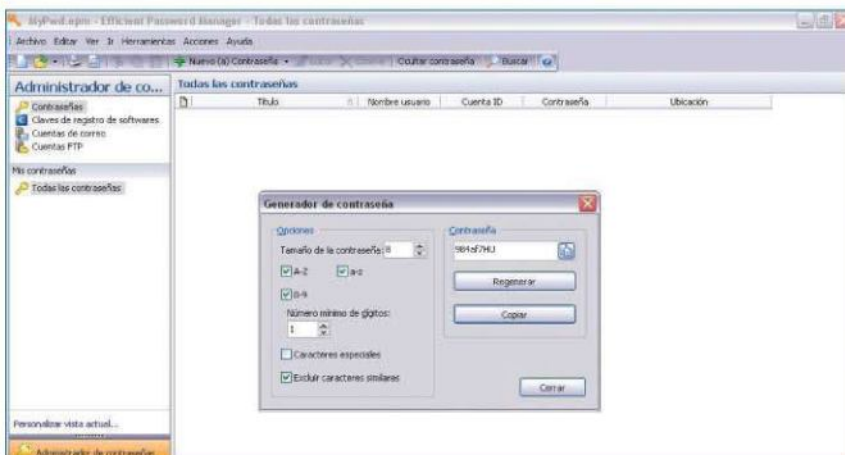 MyPwd.epm - Efficient Password Manager - Todas las contraseñas
Archivo Editar Ver Ir Herramientas Acciones Ayuda
Nuevo (a) Contraseña Ocultar contraseña Buscar
Administrador de co...
Contraseñas
Claves de registro de softwares
Cuentas de correo
Cuentas FTP
Mis contraseñas
Todas las contraseñas
Personalizar vista actual...
Administrador de contraseñas
Todas las contraseñas
Título Nombre usuario Cuenta ID Contraseña Ubicación
Generador de contraseña
Opciones
Tamaño de la contraseña: 8
A-Z a-z
0-9
Número mínimo de dígitos:
1
Caracteres especiales
Excluir caracteres similares
Contraseña
Regenerar
Copiar
Cerrar